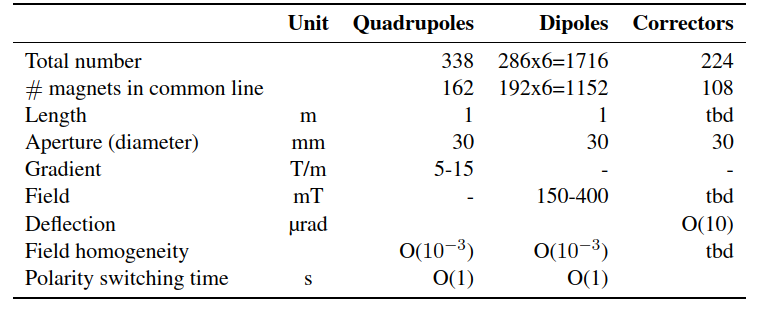 Unit Quadrupoles Dipoles Correctors
Total number 338 286x6=1716 224
# magnets in common line 162 192x6=1152 108
Length m 1 1 tbd
Aperture (diameter) mm 30 30 30
Gradient T/m 5-15 - -
Field mT - 150-400 tbd
Deflection µrad O(10)
Field homogeneity O(10⁻³) O(10⁻³) tbd
Polarity switching time s O(1) O(1)